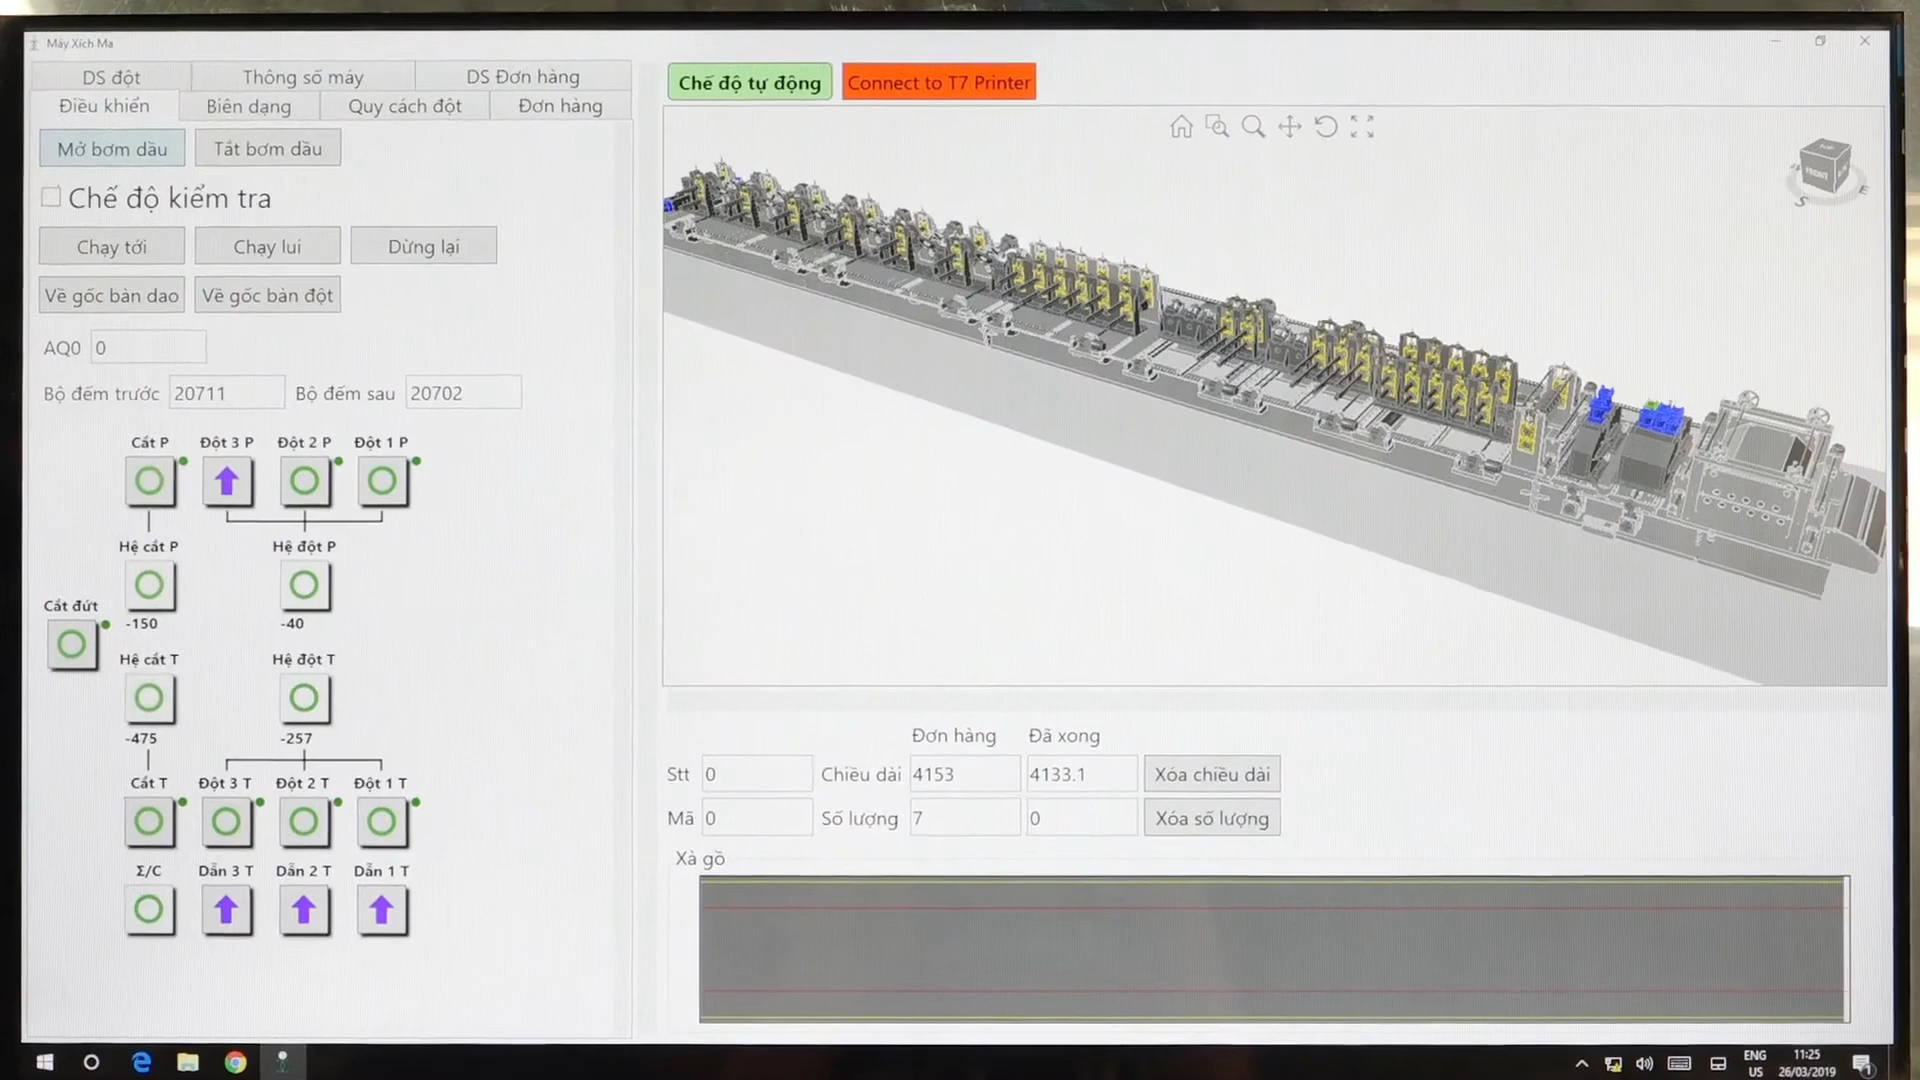 Máy Xích Ma
DS đột Thông số máy DS Đơn hàng
Điều khiển Biên dạng Quy cách đột Đơn hàng
Mở bơm dầu Tắt bơm dầu
Chế độ kiểm tra
Chạy tới Chạy lui Dừng lại
Về gốc bàn dao Về gốc bàn đột
AQ0 0
Bộ đếm trước 20711 Bộ đếm sau 20702
Cắt P Đột 3 P Đột 2 P Đột 1 P
Hệ cắt P Hệ đột P
-150 -40
Cắt đứt
Hệ cắt T Hệ đột T
-475 -257
Cắt T Đột 3 T Đột 2 T Đột 1 T
Σ/C Dẫn 3 T Dẫn 2 T Dẫn 1 T
Chế độ tự động Connect to T7 Printer
FRONT
S E
Đơn hàng Đã xong
Stt 0 Chiều dài 4153 4133.1 Xóa chiều dài
Mã 0 Số lượng 7 0 Xóa số lượng
Xà gồ
ENG
US
11:25
26/03/2019
1